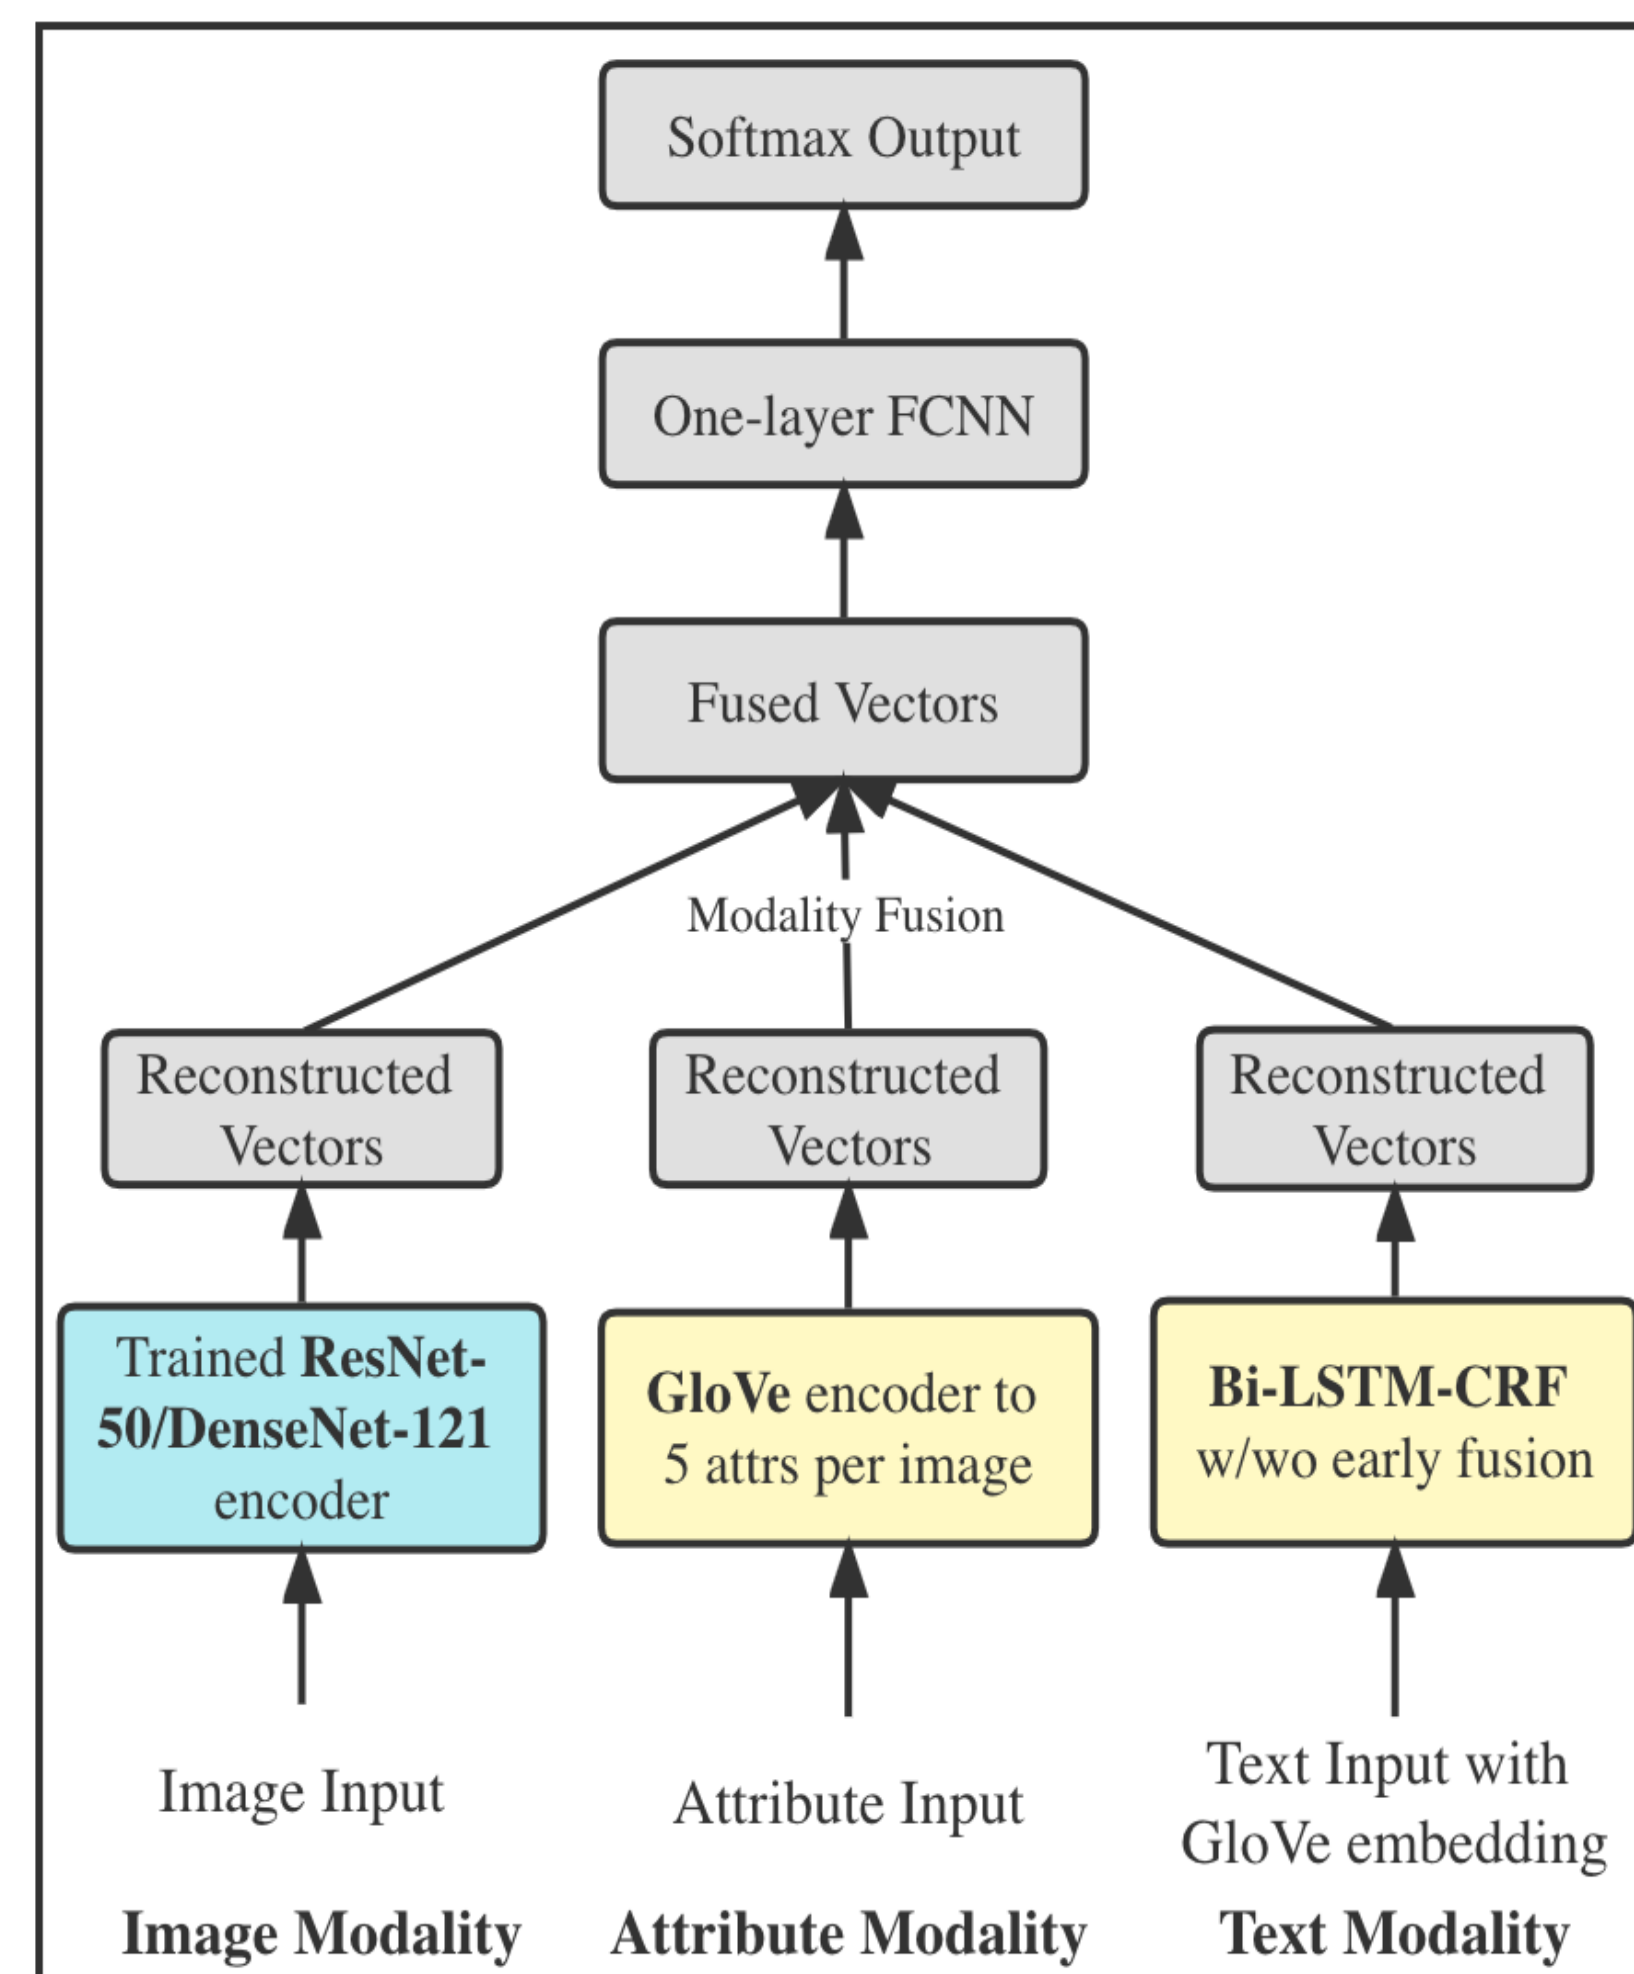 Softmax Output
One-layer FCNN
Fused Vectors
Modality Fusion
Reconstructed
Vectors
Reconstructed
Vectors
Reconstructed
Vectors
Trained ResNet-
50/DenseNet-121
encoder
GloVe encoder to
5 attrs per image
Bi-LSTM-CRF
w/wo early fusion
Image Input
Attribute Input
Text Input with
GloVe embedding
Image Modality
Attribute Modality
Text Modality